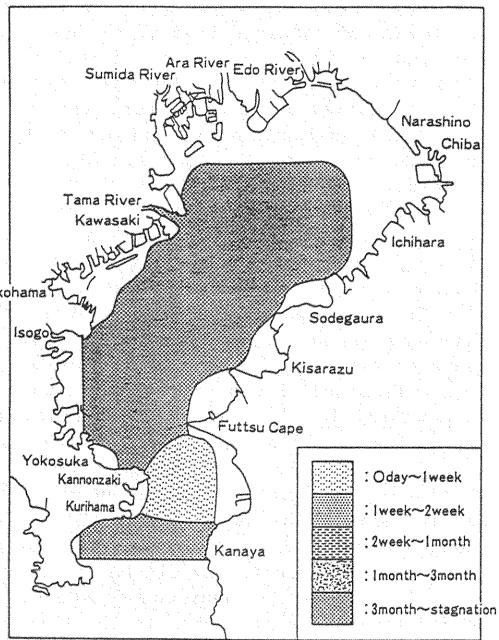 Ara River
Edo River
Sumida River
Narashino
Chiba
Tama River
Kawasaki
Ichihara
kohama
Sodegaura
Isogo
Kisarazu
Futtsu Cape
Yokosuka
Kannonzaki
Kurihama
Kanaya
:0day~1week
:1week~2week
:2week~1month
:1month~3month
:3month~stagnation